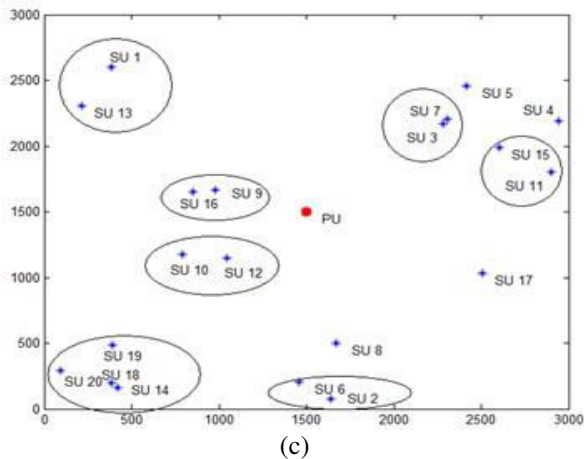 3000
SU 1
2500
SU 5
SU 13
SU 7
SU 4
SU 3
2000
SU 15
SU 9
SU 11
SU 16
1500
PU
SU 10
SU 12
1000
SU 17
500
SU 8
SU 19
SU 18
SU 20
SU 14
SU 6
SU 2
0
0 500 1000 1500 2000 2500 3000
(c)